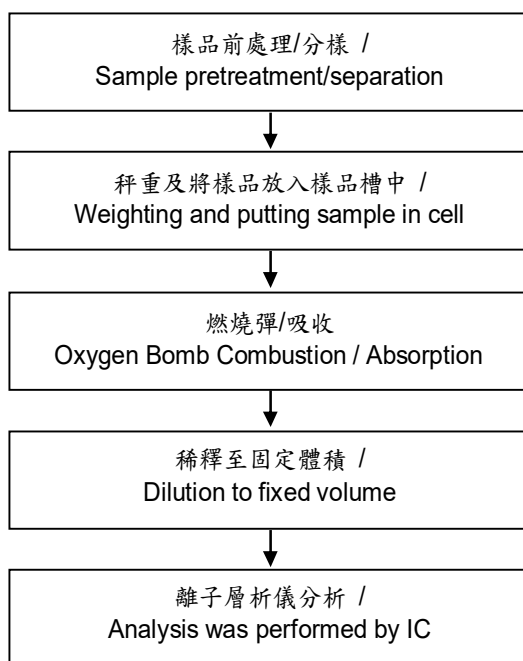 樣品前處理/分樣 /
Sample pretreatment/separation
秤重及將樣品放入樣品槽中 /
Weighting and putting sample in cell
燃燒彈/吸收
Oxygen Bomb Combustion / Absorption
稀釋至固定體積 /
Dilution to fixed volume
離子層析儀分析 /
Analysis was performed by IC